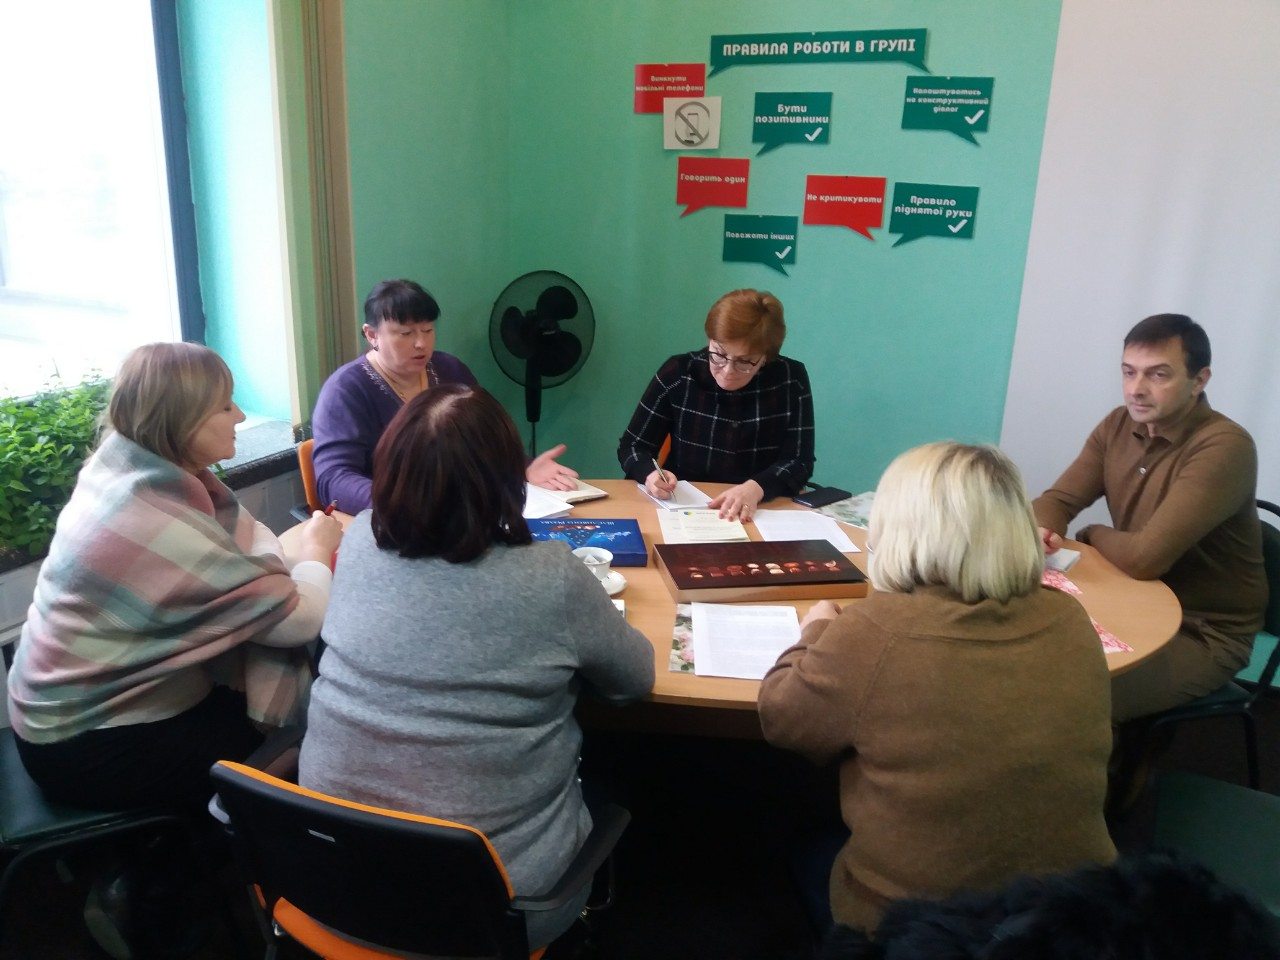 ПРАВИЛА РОБОТИ В ГРУПІ
Вимкнути
мобільні телефони
Бути
позитивними
Налаштуватись
на конструктивний
діалог
Говорить один
Не критикувати
Правило
піднятої руки
Поважати інших